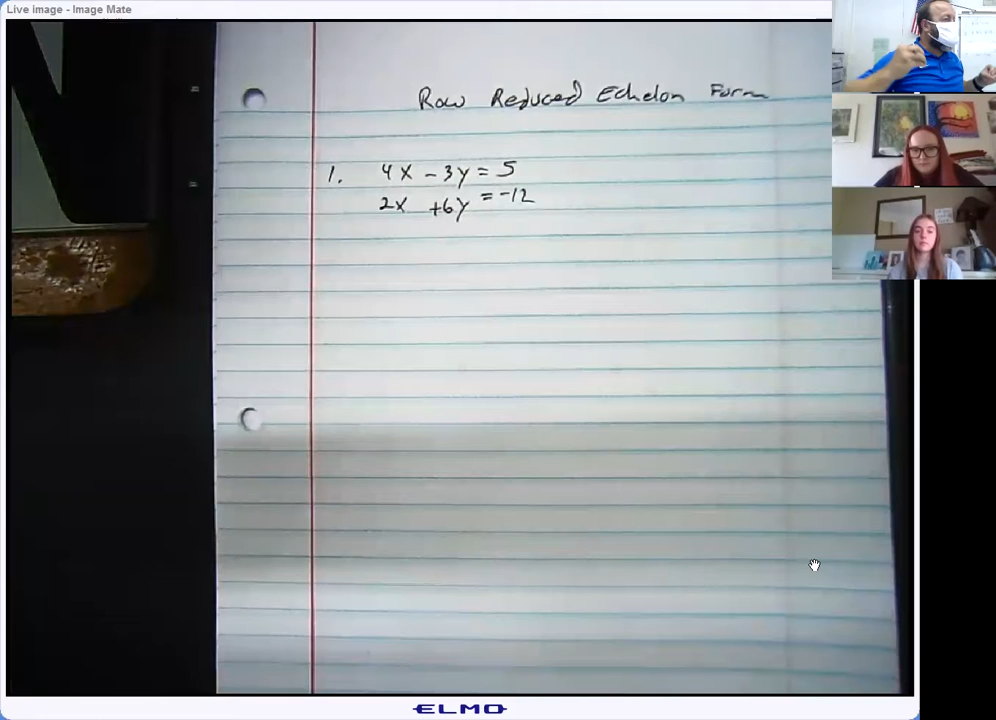 Live image - Image Mate
Row Reduced Echelon Form
1. 4x - 3y = 5
2x +6y = -12
ELMO